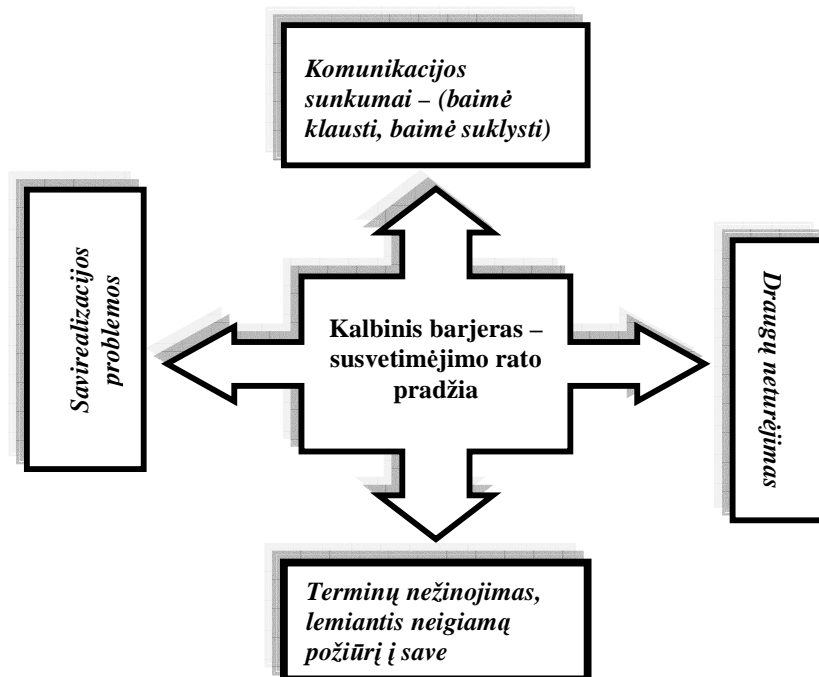 Komunikacijos
sunkumai – (baimė
klausti, baimė suklysti)
Savirealizacijos
problemos
Kalbinis barjeras –
susvetimėjimo rato
pradžia
Draugų neturėjimas
Terminų nežinojimas,
lemiantis neigiamą
požiūrį į save